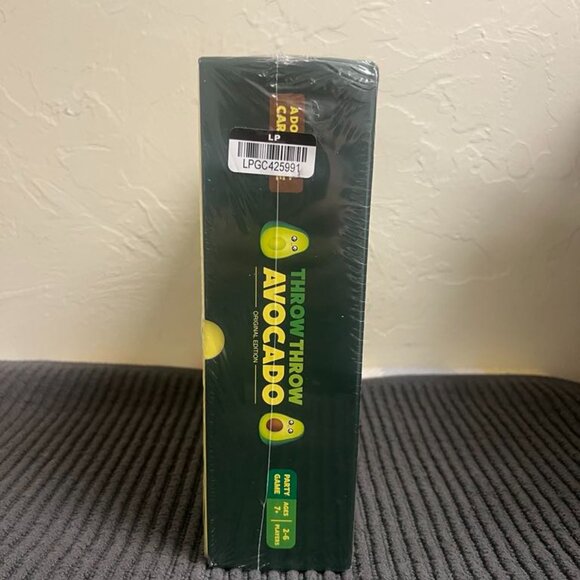 LP
LPGC425991
THROW THROW
AVOCADO
ORIGINAL EDITION
PARTY
GAME
AGES
7+
2-6
PLAYERS